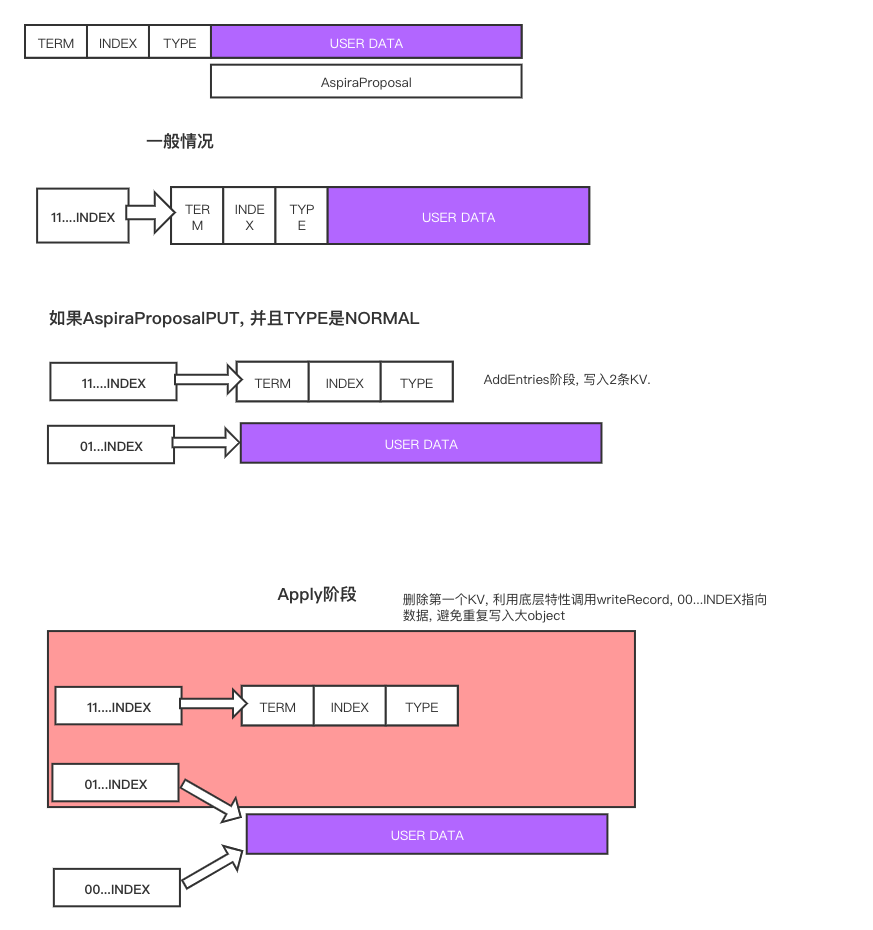 TERM INDEX TYPE USER DATA
AspiraProposal
一般情况
11....INDEX
TER
M
INDE
X
TYP
E
USER DATA
如果AspiraProposalPUT, 并且TYPE是NORMAL
11....INDEX TERM INDEX TYPE
AddEntries阶段, 写入2条KV.
01...INDEX USER DATA
Apply阶段
删除第一个KV, 利用底层特性调用writeRecord, 00...INDEX指向
数据, 避免重复写入大object
11....INDEX TERM INDEX TYPE
01...INDEX
USER DATA
00...INDEX